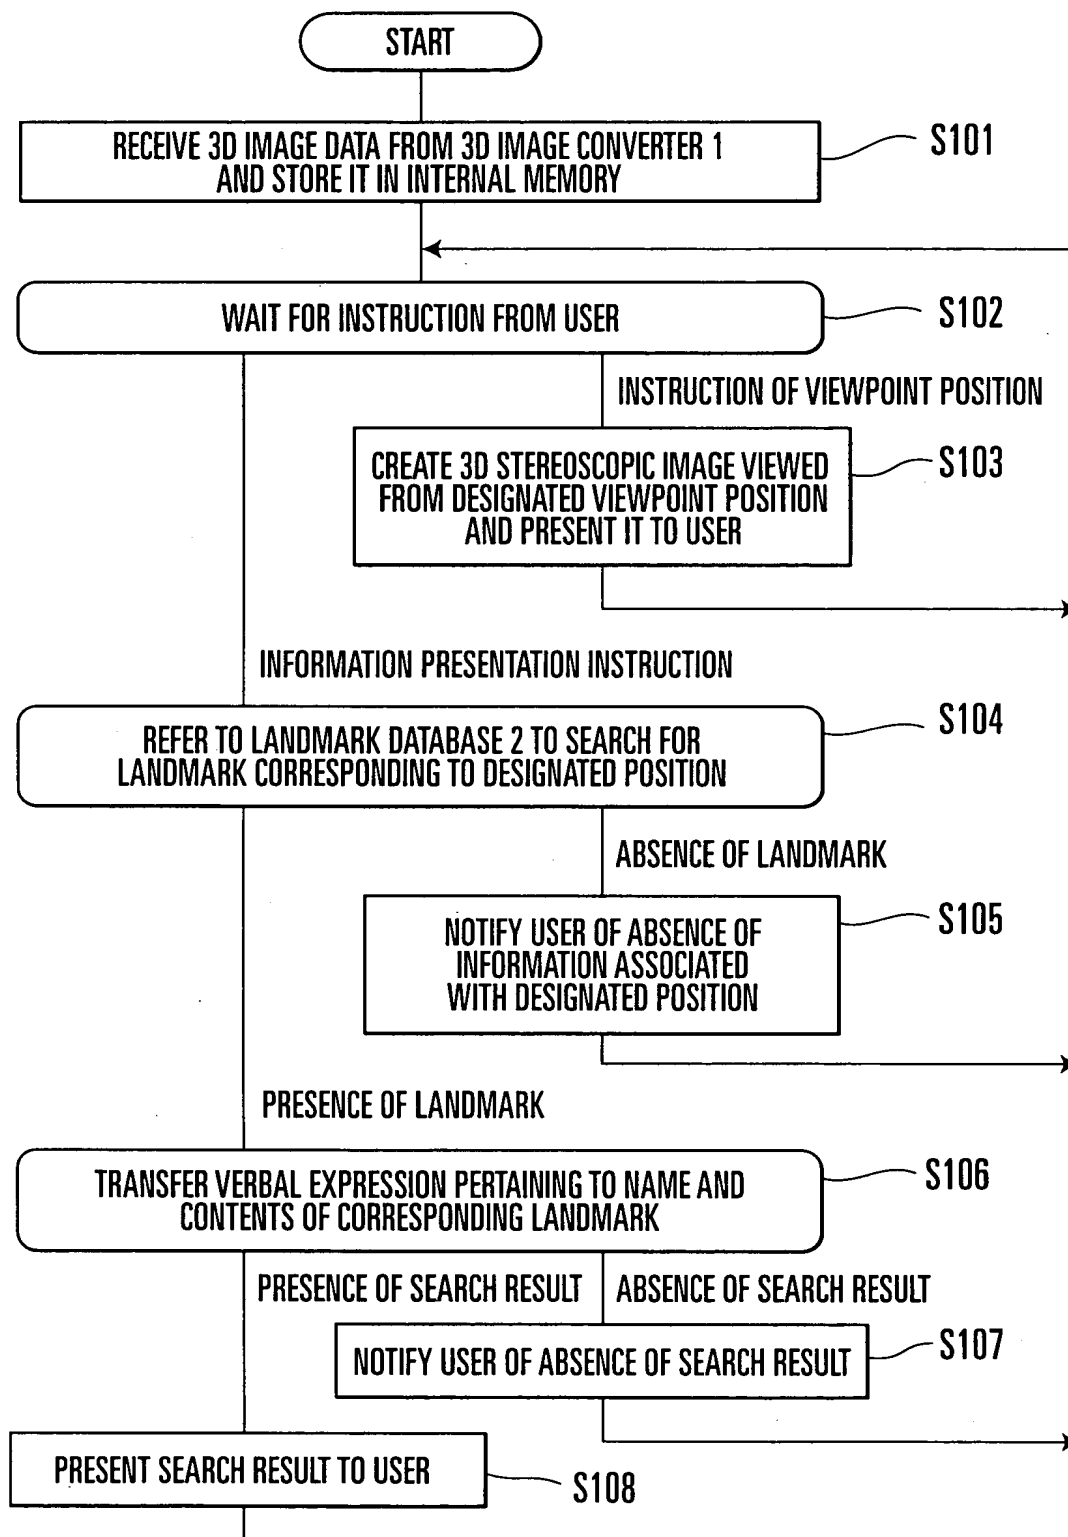 START
RECEIVE 3D IMAGE DATA FROM 3D IMAGE CONVERTER 1
AND STORE IT IN INTERNAL MEMORY
S101
WAIT FOR INSTRUCTION FROM USER
S102
INSTRUCTION OF VIEWPOINT POSITION
CREATE 3D STEREOSCOPIC IMAGE VIEWED
FROM DESIGNATED VIEWPOINT POSITION
AND PRESENT IT TO USER
S103
INFORMATION PRESENTATION INSTRUCTION
REFER TO LANDMARK DATABASE 2 TO SEARCH FOR
LANDMARK CORRESPONDING TO DESIGNATED POSITION
S104
ABSENCE OF LANDMARK
NOTIFY USER OF ABSENCE OF
INFORMATION ASSOCIATED
WITH DESIGNATED POSITION
S105
PRESENCE OF LANDMARK
TRANSFER VERBAL EXPRESSION PERTAINING TO NAME AND
CONTENTS OF CORRESPONDING LANDMARK
S106
PRESENCE OF SEARCH RESULT
ABSENCE OF SEARCH RESULT
NOTIFY USER OF ABSENCE OF SEARCH RESULT
S107
PRESENT SEARCH RESULT TO USER
S108